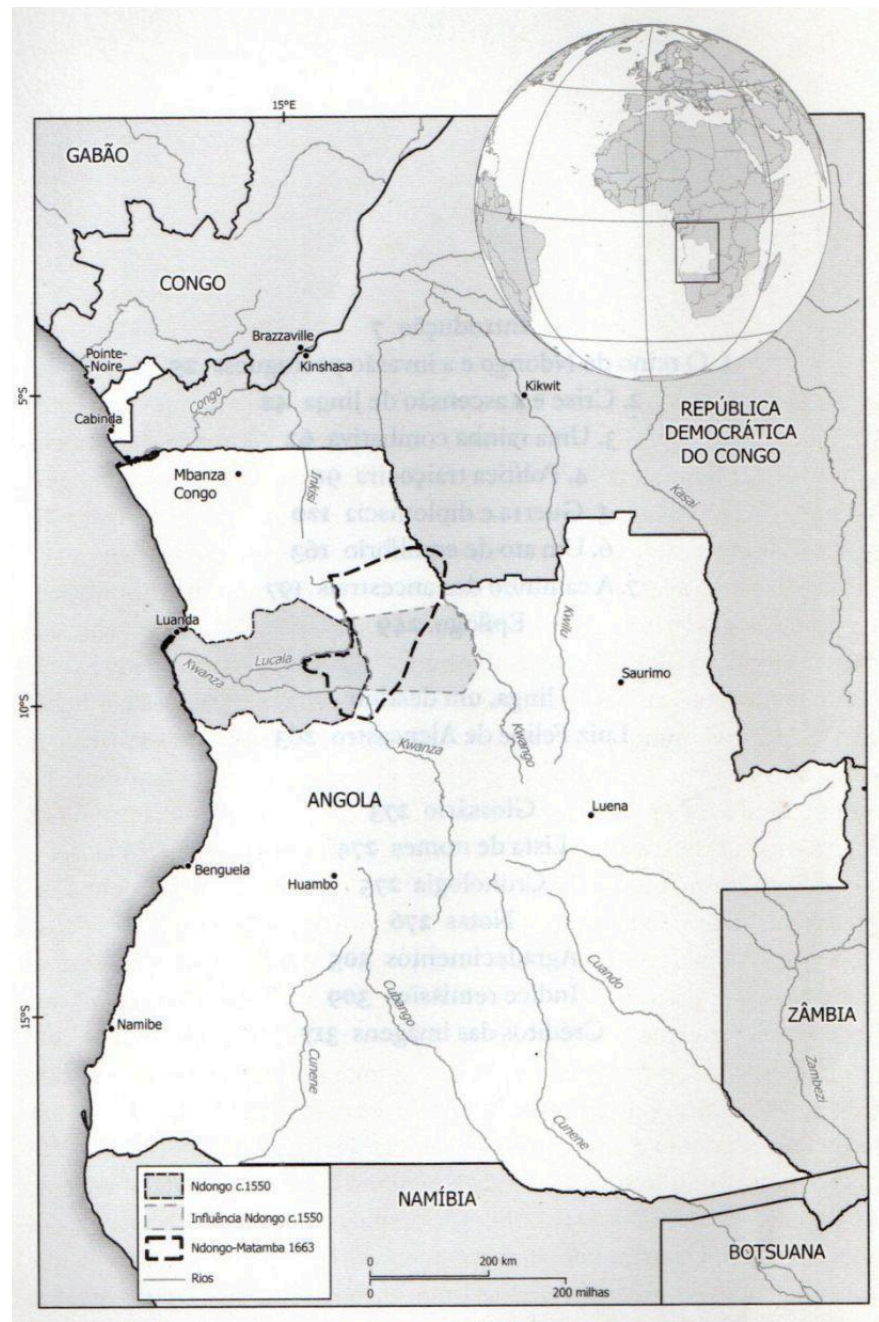 15°E
GABÃO
CONGO
Brazzaville
Pointe-
Noire
Kinshasa
Congo
5°S
Kikwit
Cabinda
REPÚBLICA
DEMOCRÁTICA
DO CONGO
Mbanza
Congo
Inkisi
Kasai
Luanda
Lucala
Kwanza
Kwilu
Saurimo
10°S
Kwanza
Kwango
ANGOLA
Luena
Benguela
Huambo
Cuando
Cubango
15°S
Namibe
ZÂMBIA
Cunene
Zambezi
Cunene
Ndongo c.1550
Influência Ndongo c.1550
Ndongo-Matamba 1663
Rios
NAMÍBIA
BOTSUANA
0 200 km
0 200 milhas